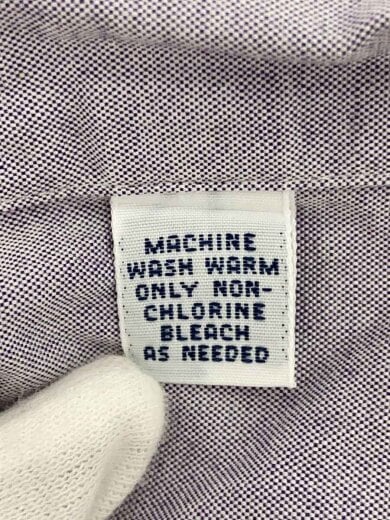 MACHINE
WASH WARM
ONLY NON-
CHLORINE
BLEACH
AS NEEDED